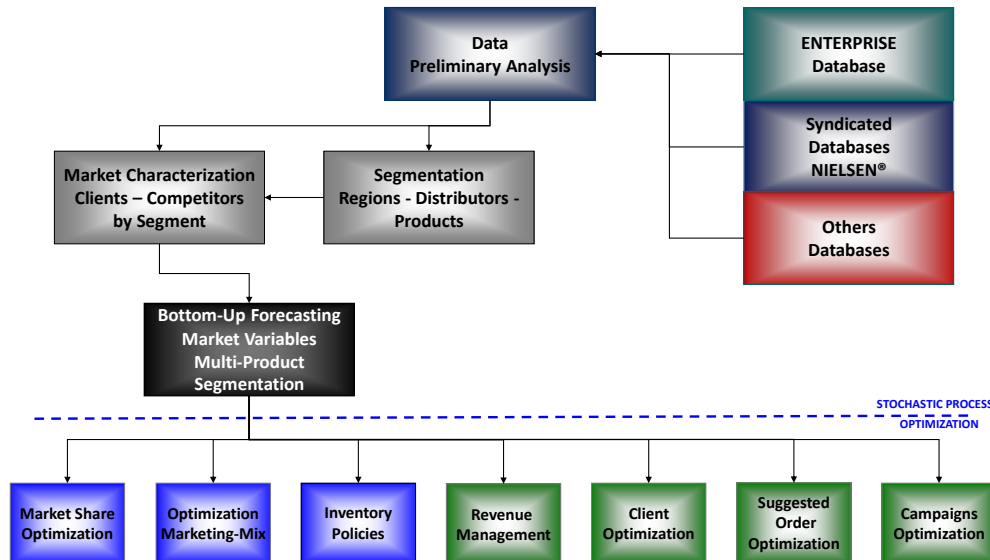 Data
Preliminary Analysis
ENTERPRISE
Database
Syndicated
Databases
NIELSEN®
Others
Databases
Market Characterization
Clients – Competitors
by Segment
Segmentation
Regions - Distributors -
Products
Bottom-Up Forecasting
Market Variables
Multi-Product
Segmentation
STOCHASTIC PROCESS
OPTIMIZATION
Market Share
Optimization
Optimization
Marketing-Mix
Inventory
Policies
Revenue
Management
Client
Optimization
Suggested
Order
Optimization
Campaigns
Optimization